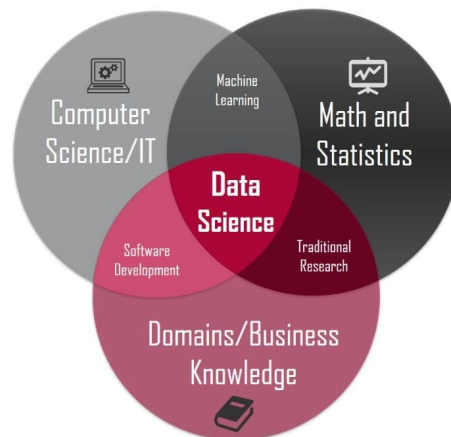 Machine
Learning
Computer
Science/IT
Math and
Statistics
Data
Science
Software
Development
Traditional
Research
Domains/Business
Knowledge